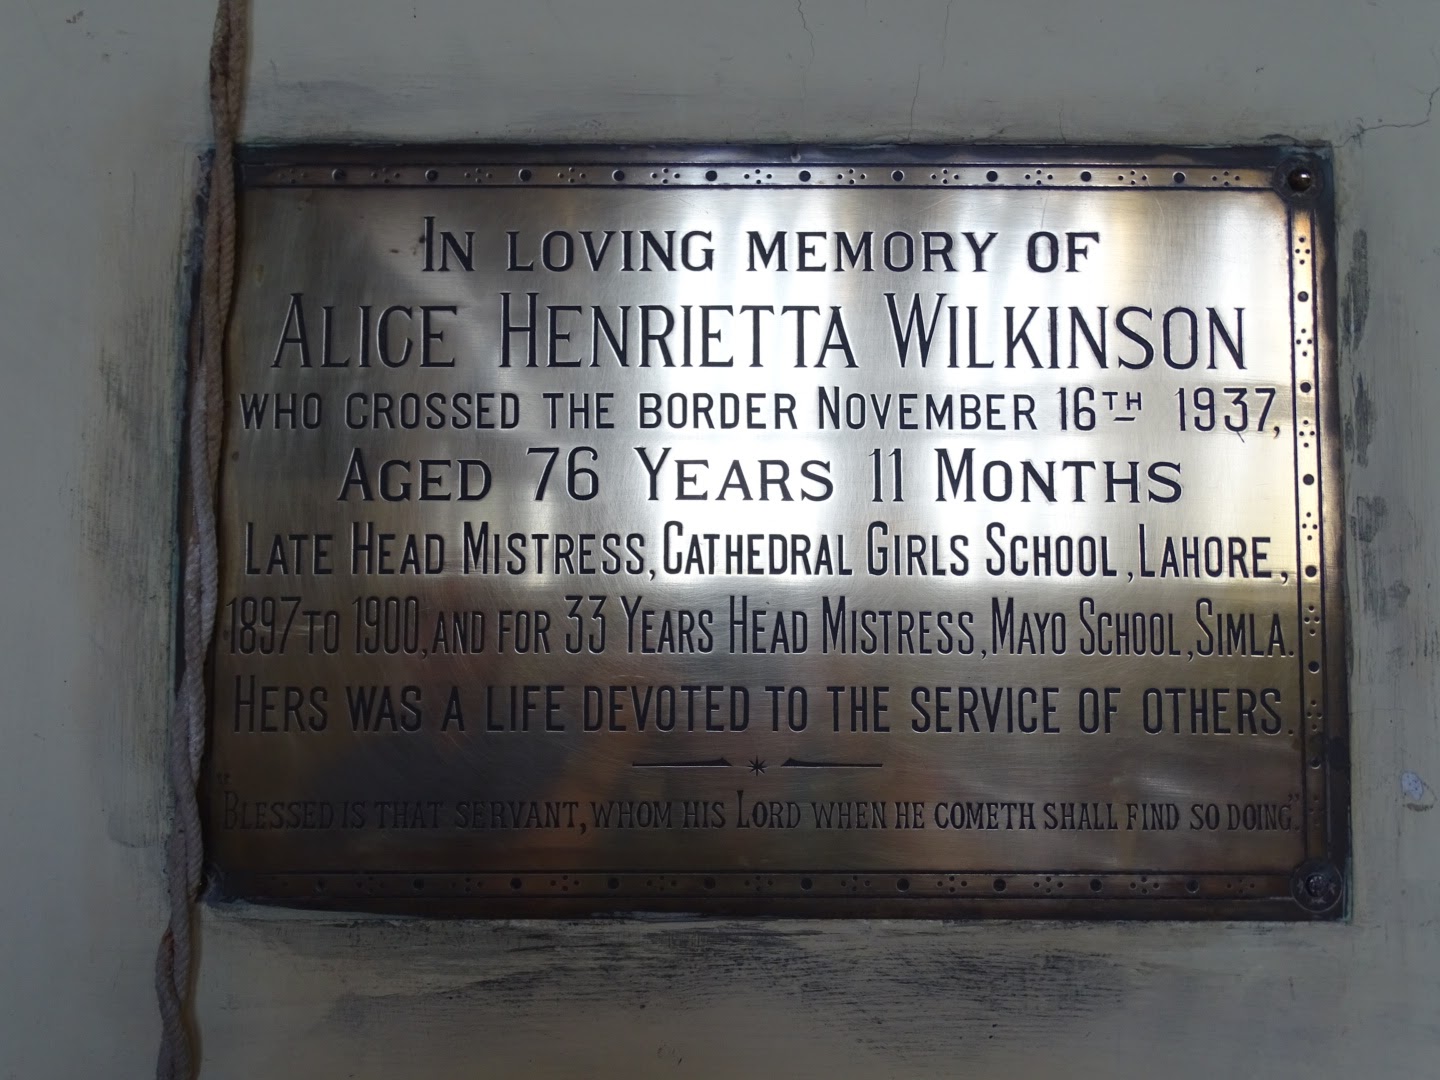 IN LOVING MEMORY OF
ALICE HENRIETTA WILKINSON
WHO CROSSED THE BORDER NOVEMBER 16TH 1937,
AGED 76 YEARS 11 MONTHS
LATE HEAD MISTRESS, CATHEDRAL GIRLS SCHOOL, LAHORE,
1897 TO 1900, AND FOR 33 YEARS HEAD MISTRESS, MAYO SCHOOL, SIMLA.
HERS WAS A LIFE DEVOTED TO THE SERVICE OF OTHERS.
"BLESSED IS THAT SERVANT, WHOM HIS LORD WHEN HE COMETH SHALL FIND SO DOING."